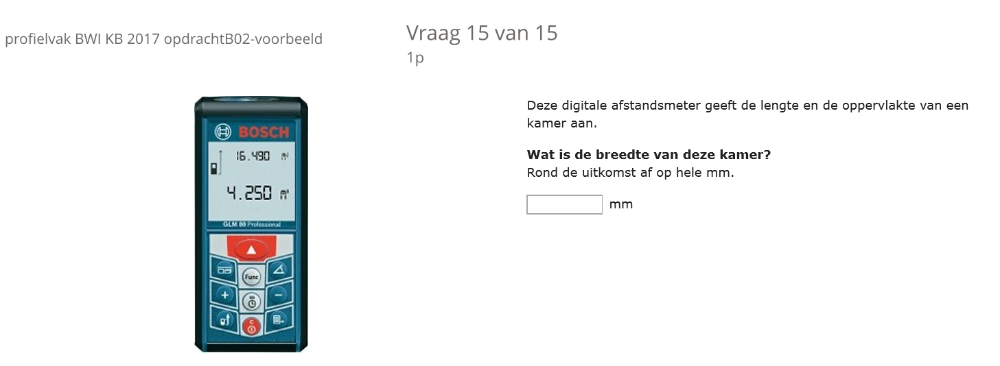 profielvak BWI KB 2017 opdrachtB02-voorbeeld
Vraag 15 van 15
1p
BOSCH
16.490 m²
4.250 m
GLM 80 Professional
Func
C
Deze digitale afstandsmeter geeft de lengte en de oppervlakte van een
kamer aan.
Wat is de breedte van deze kamer?
Rond de uitkomst af op hele mm.
mm